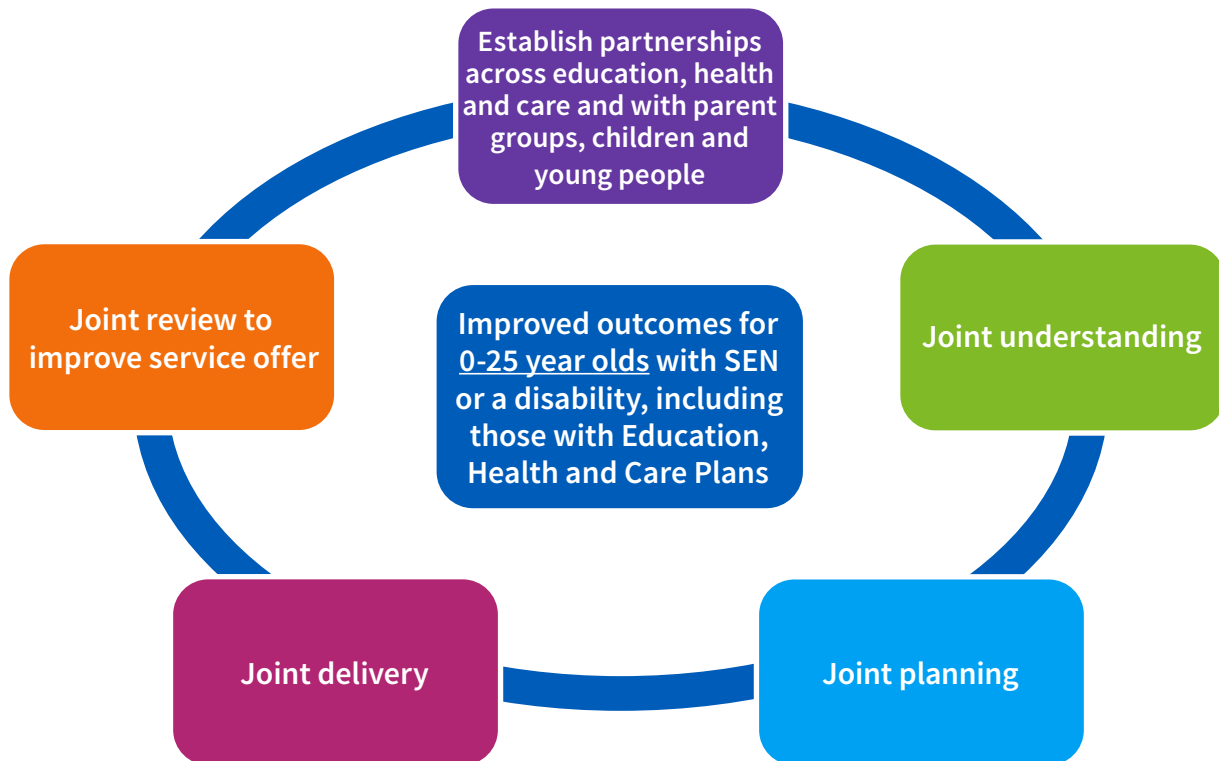 Establish partnerships
across education, health
and care and with parent
groups, children and
young people
Joint understanding
Joint planning
Joint delivery
Joint review to
improve service offer
Improved outcomes for
0-25 year olds with SEN
or a disability, including
those with Education,
Health and Care Plans